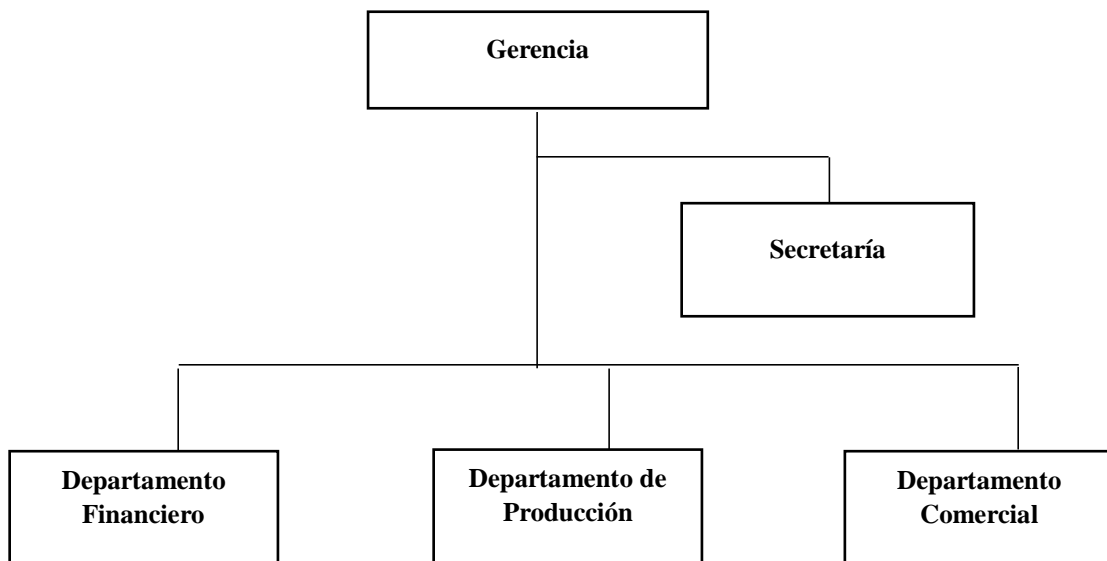 Gerencia
Secretaría
Departamento
Financiero
Departamento de
Producción
Departamento
Comercial